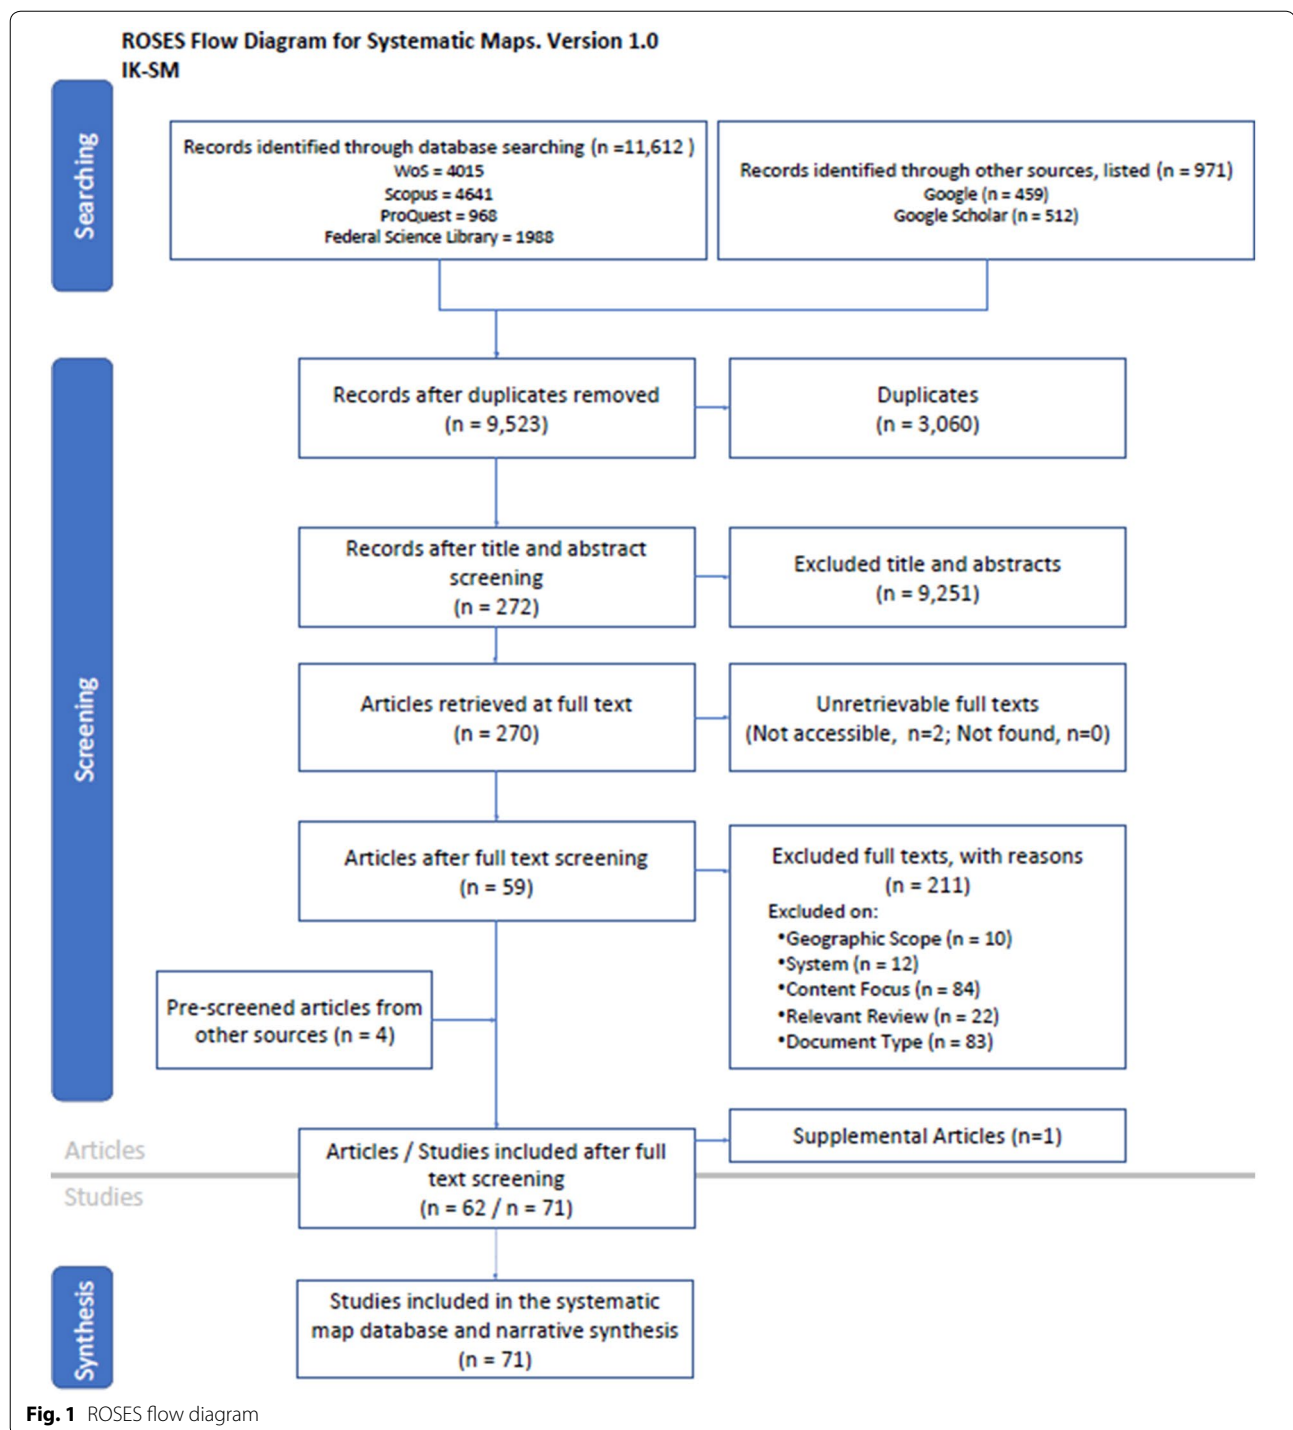 ROSES Flow Diagram for Systematic Maps. Version 1.0
IK-SM
Searching
Records identified through database searching (n =11,612 )
WoS = 4015
Scopus = 4641
ProQuest = 968
Federal Science Library = 1988
Records identified through other sources, listed (n = 971)
Google (n = 459)
Google Scholar (n = 512)
Screening
Records after duplicates removed
(n = 9,523)
Duplicates
(n = 3,060)
Records after title and abstract
screening
(n = 272)
Excluded title and abstracts
(n = 9,251)
Articles retrieved at full text
(n = 270)
Unretrievable full texts
(Not accessible, n=2; Not found, n=0)
Articles after full text screening
(n = 59)
Excluded full texts, with reasons
(n = 211)
Excluded on:
•Geographic Scope (n = 10)
•System (n = 12)
•Content Focus (n = 84)
•Relevant Review (n = 22)
•Document Type (n = 83)
Pre-screened articles from
other sources (n = 4)
Articles
Studies
Articles / Studies included after full
text screening
(n = 62 / n = 71)
Supplemental Articles (n=1)
Synthesis
Studies included in the systematic
map database and narrative synthesis
(n = 71)
Fig. 1 ROSES flow diagram